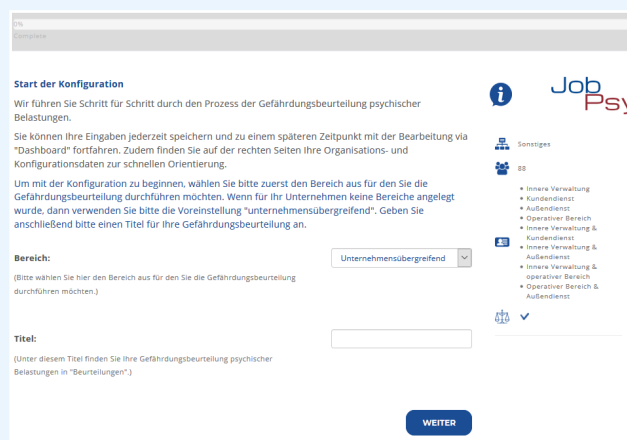 0%
Complete
Start der Konfiguration
Wir führen Sie Schritt für Schritt durch den Prozess der Gefährdungsbeurteilung psychischer
Belastungen.
Sie können Ihre Eingaben jederzeit speichern und zu einem späteren Zeitpunkt mit der Bearbeitung via
"Dashboard" fortfahren. Zudem finden Sie auf der rechten Seiten Ihre Organisations- und
Konfigurationsdaten zur schnellen Orientierung.
Um mit der Konfiguration zu beginnen, wählen Sie bitte zuerst den Bereich aus für den Sie die
Gefährdungsbeurteilung durchführen möchten. Wenn für Ihr Unternehmen keine Bereiche angelegt
wurde, dann verwenden Sie bitte die Voreinstellung "unternehmensübergreifend". Geben Sie
anschließend bitte einen Titel für Ihre Gefährdungsbeurteilung an.
Bereich:
Unternehmensübergreifend
(Bitte wählen Sie hier den Bereich aus für den Sie die Gefährdungsbeurteilung
durchführen möchten.)
Titel:
(Unter diesem Titel finden Sie Ihre Gefährdungsbeurteilung psychischer
Belastungen in "Beurteilungen".)
WEITER
i
Job
Psy
Sonstiges
88
• Innere Verwaltung
• Kundendienst
• Außendienst
• Operativer Bereich
• Innere Verwaltung &
Kundendienst
• Innere Verwaltung &
Außendienst
• Innere Verwaltung &
operativer Bereich
• Operativer Bereich &
Außendienst